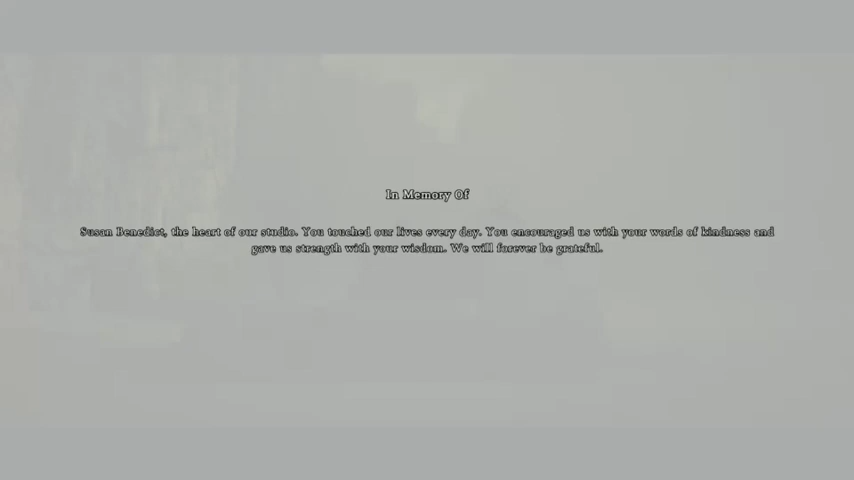 In Memory Of
Susan Benedict, the heart of our studio. You touched our lives every day. You encouraged us with your words of kindness and
gave us strength with your wisdom. We will forever be grateful.